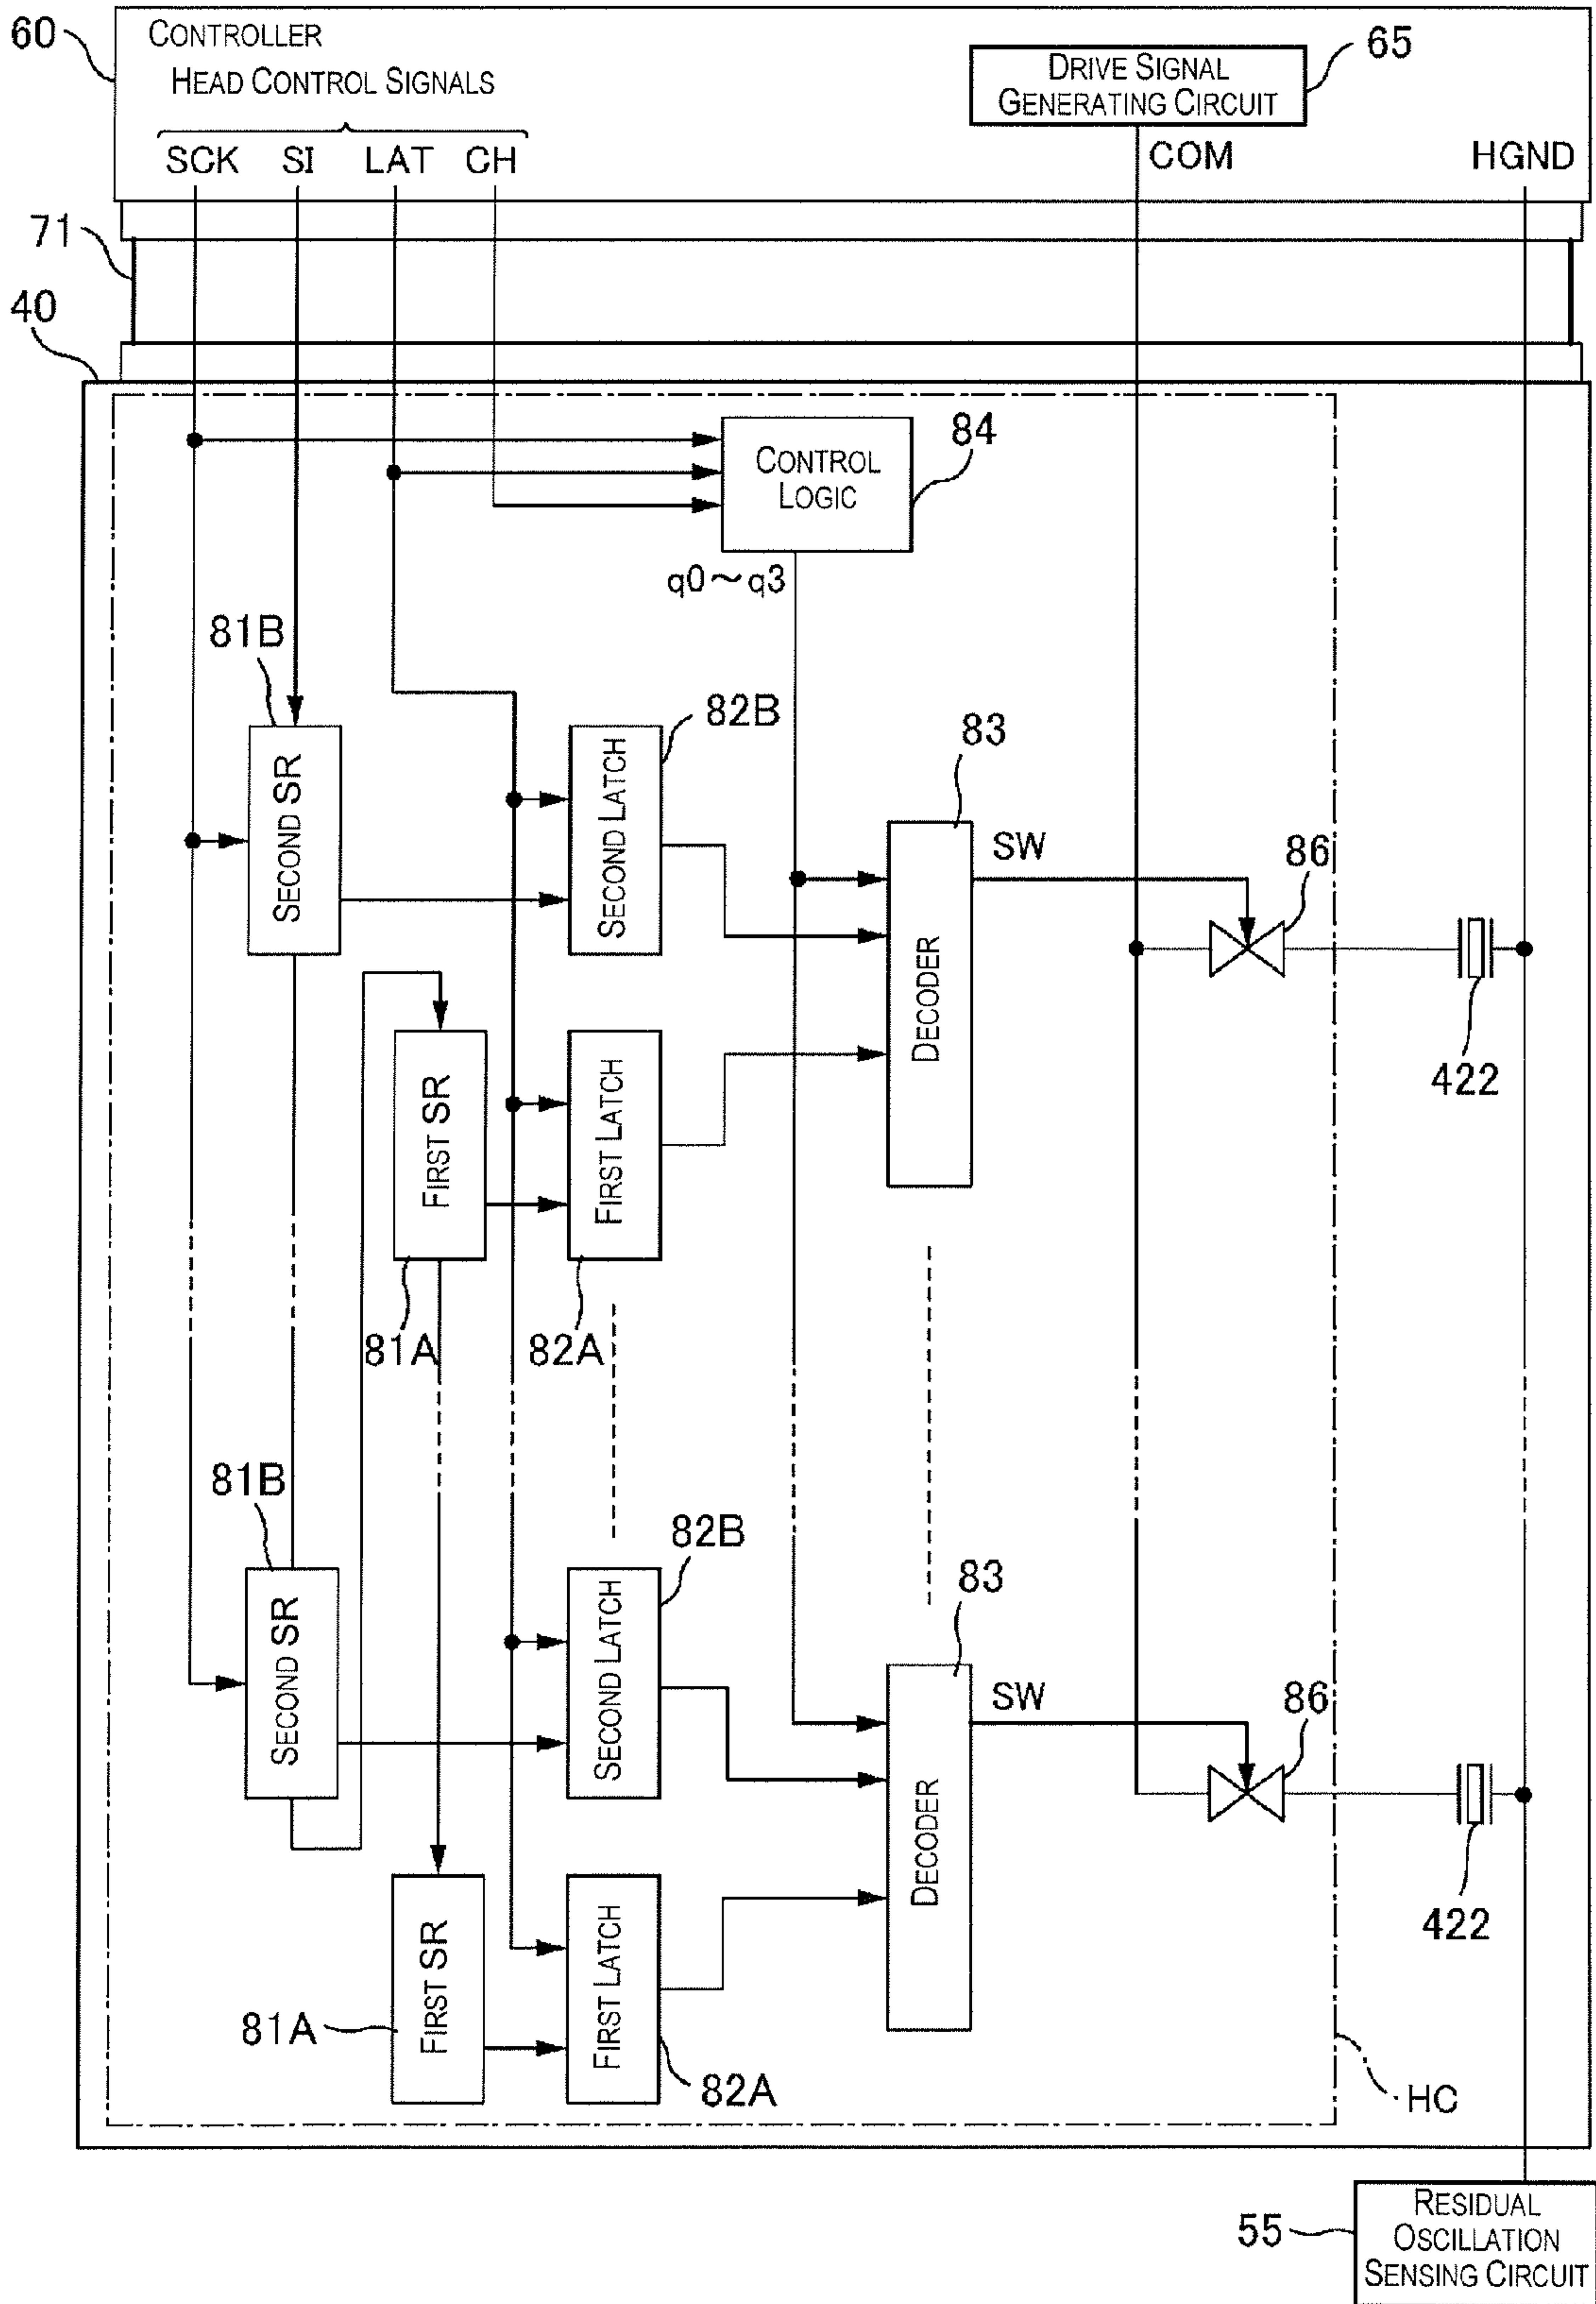 60
CONTROLLER
HEAD CONTROL SIGNALS
DRIVE SIGNAL
GENERATING CIRCUIT
65
SCK SI LAT CH
COM
HGND
71
40
CONTROL
LOGIC
84
q0~q3
81B
SECOND SR
82B
SECOND LATCH
83
DECODER
SW
86
422
FIRST SR
FIRST LATCH
81A
82A
81B
SECOND SR
82B
SECOND LATCH
83
DECODER
SW
86
422
FIRST SR
FIRST LATCH
81A
82A
HC
55
RESIDUAL
OSCILLATION
SENSING CIRCUIT